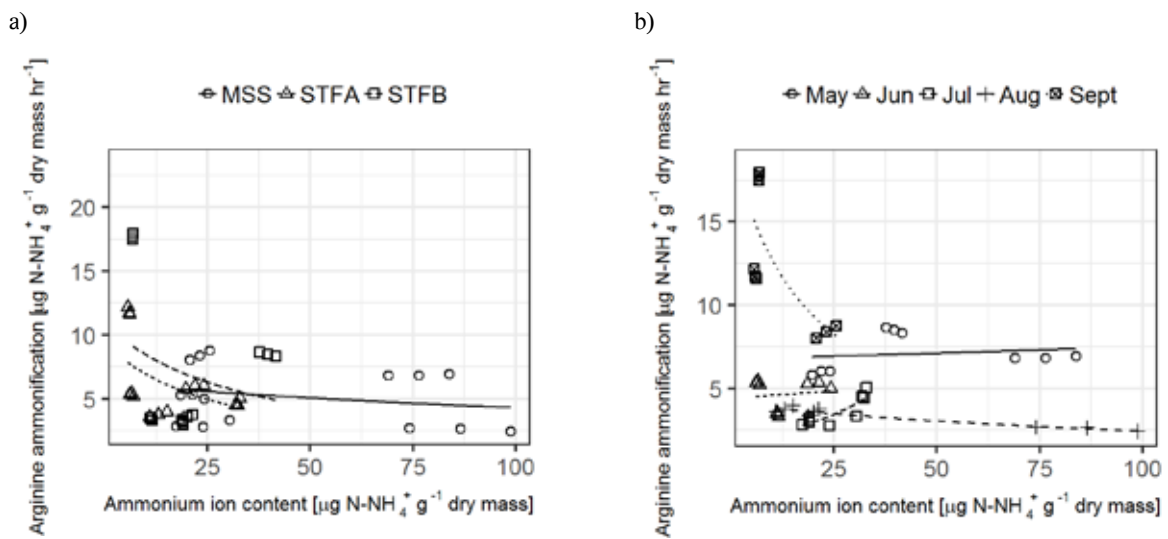 a)
Arginine ammonification [µg N-NH₄⁺ g⁻¹ dry mass hr⁻¹]
MSS STFA STFB
20
15
10
5
25 50 75 100
Ammonium ion content [µg N-NH₄⁺ g⁻¹ dry mass]
b)
Arginine ammonification [µg N-NH₄⁺ g⁻¹ dry mass hr⁻¹]
May Jun Jul Aug Sept
15
10
5
25 50 75 100
Ammonium ion content [µg N-NH₄⁺ g⁻¹ dry mass]